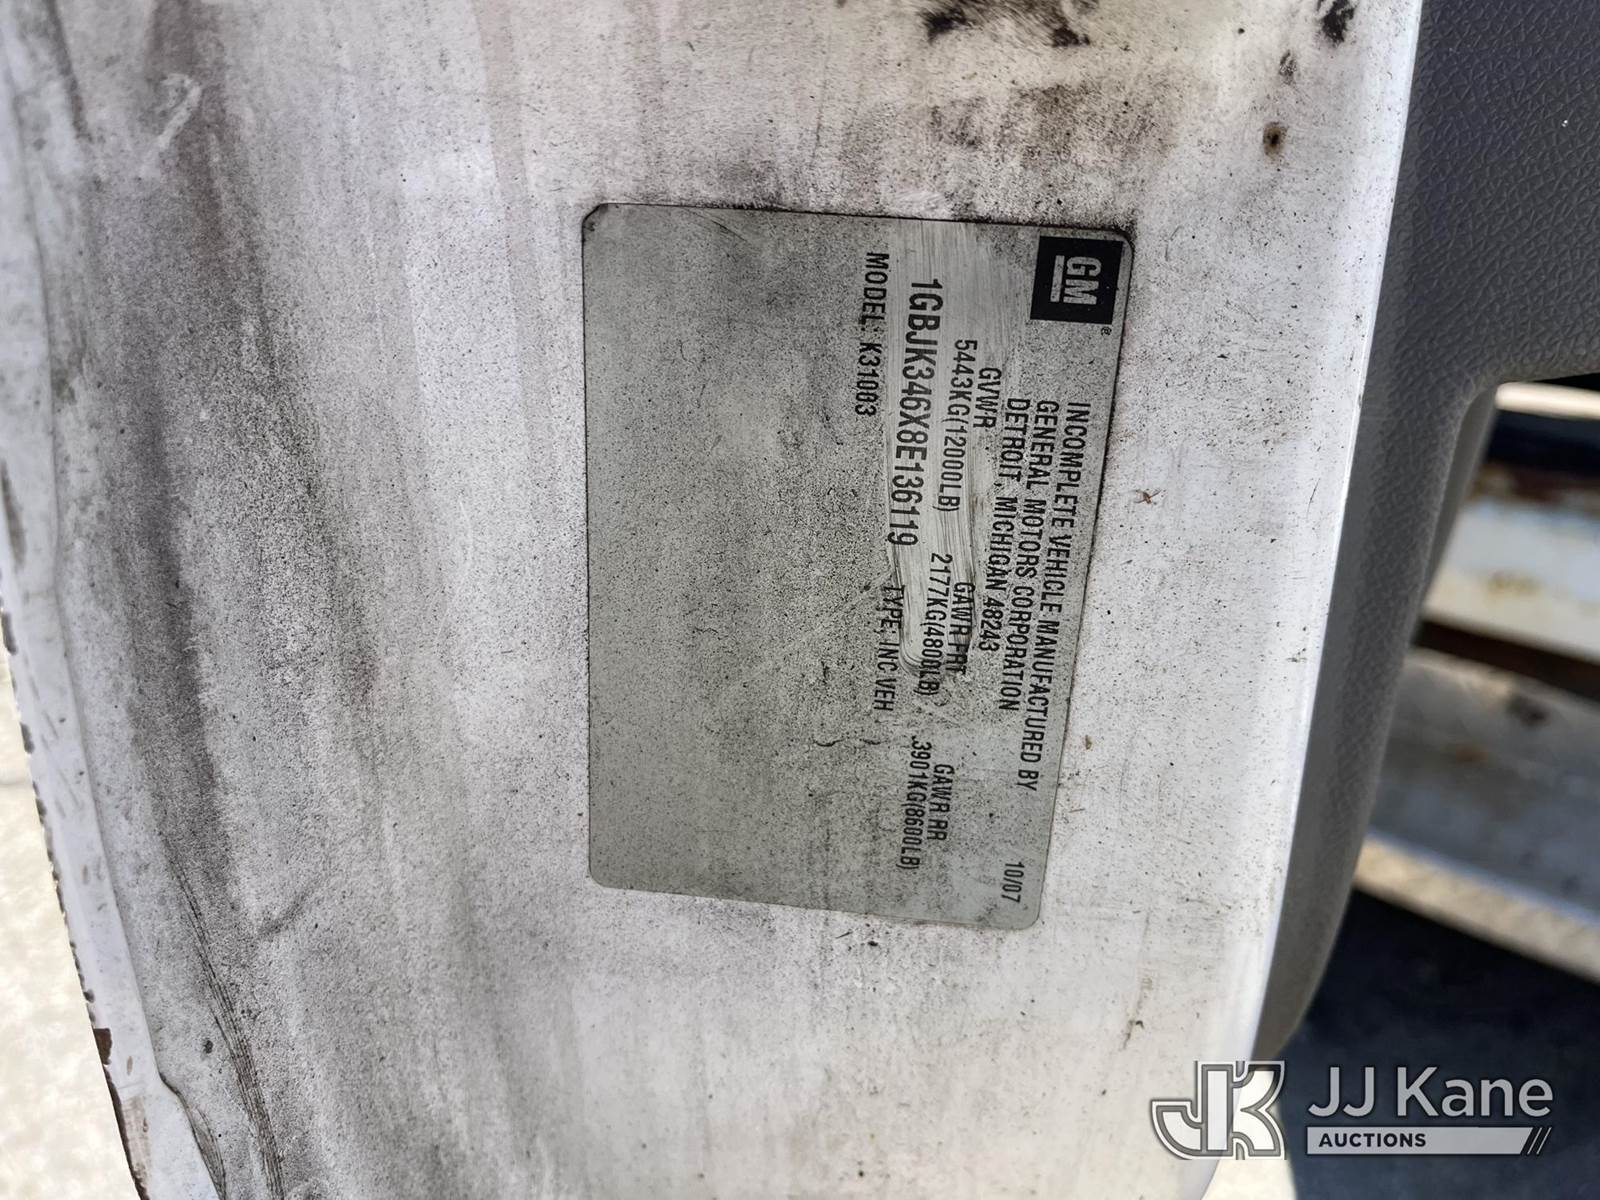 GM
®
INCOMPLETE VEHICLE MANUFACTURED BY
GENERAL MOTORS CORPORATION
DETROIT, MICHIGAN 48243
10/07
GVWR
GAWR FRT
GAWR RR
5443KG(12000LB)
2177KG(4800LB)
3901KG(8600LB)
1GBJK346X8E136119
TYPE: INC VEH
MODEL: K31003
JK
JJ Kane
AUCTIONS